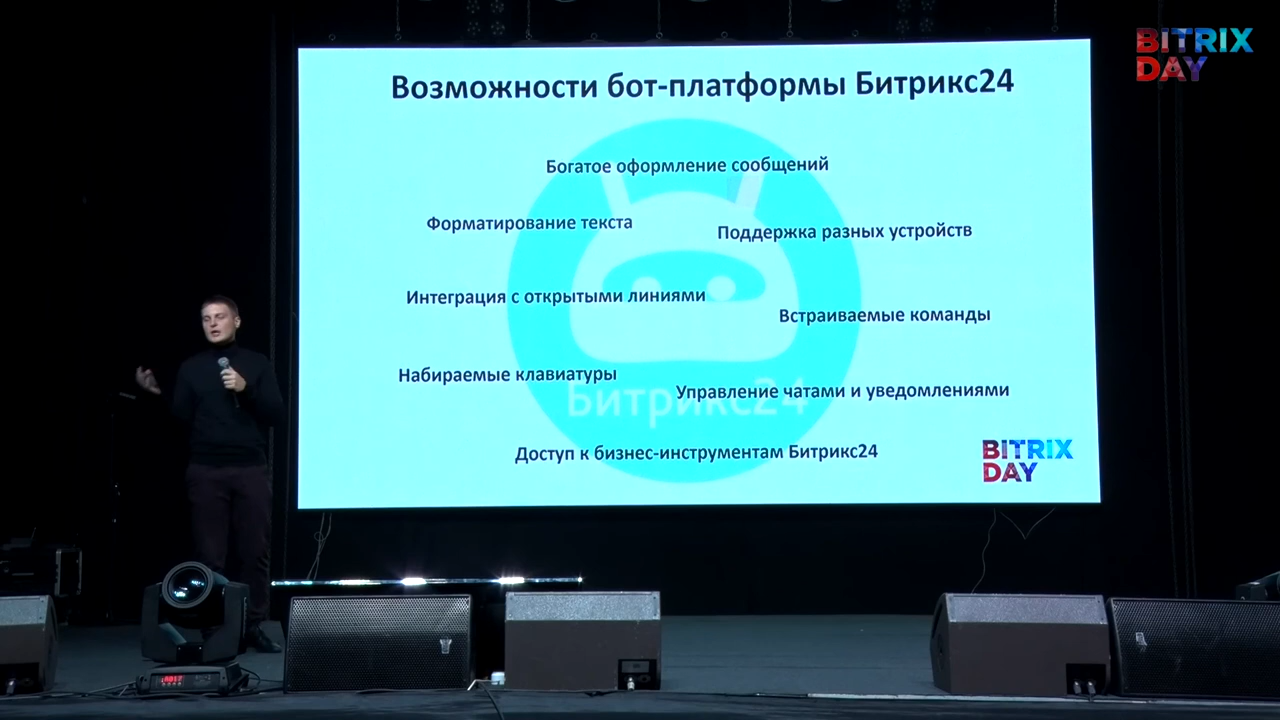 BITRIX
DAY
Возможности бот-платформы Битрикс24
Богатое оформление сообщений
Форматирование текста
Поддержка разных устройств
Интеграция с открытыми линиями
Встраиваемые команды
Набираемые клавиатуры
Управление чатами и уведомлениями
Битрикс24
Доступ к бизнес-инструментам Битрикс24
BITRIX
DAY